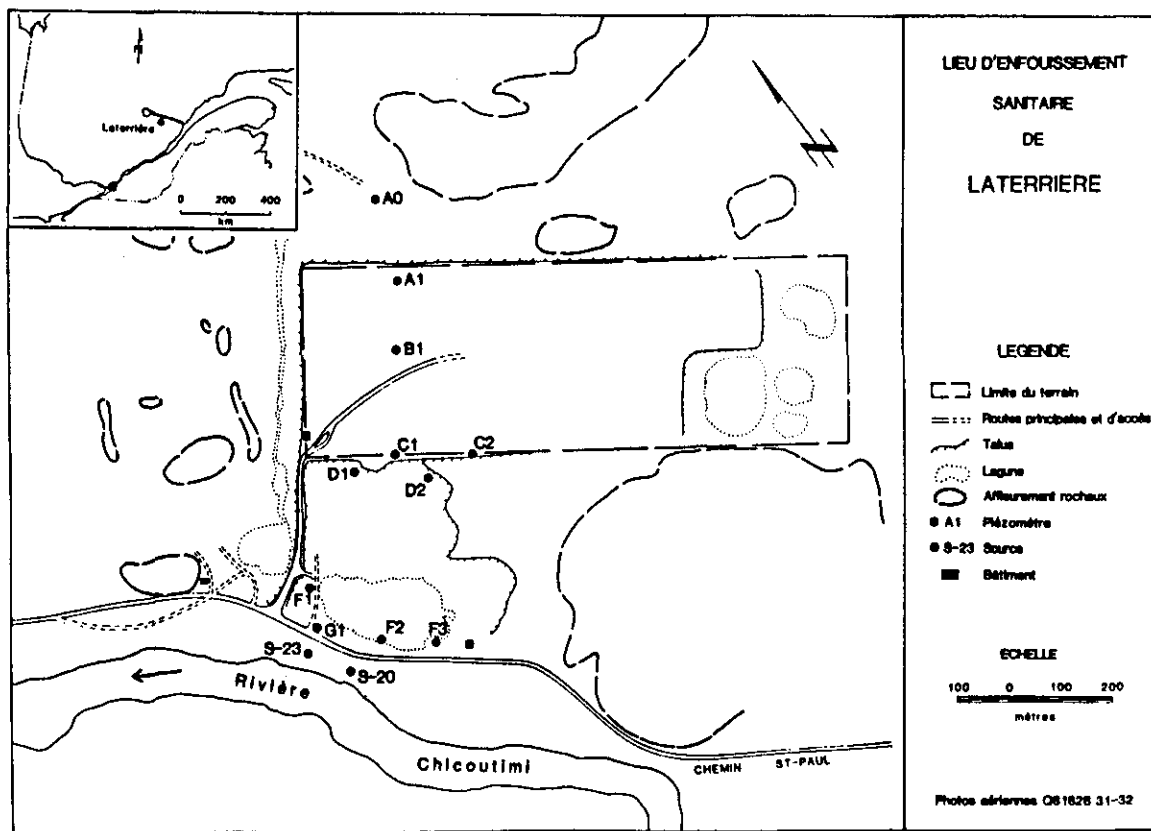 N
Laterrière
0 200 400
km
A0
A1
B1
C1
C2
D1
D2
F1
G1
F2
F3
S-23
S-20
Rivière
Chicoutimi
CHEMIN ST-PAUL
N
LIEU D'ENFOUISSEMENT
SANITAIRE
DE
LATERRIERE
LEGENDE
Limite du terrain
Routes principales et d'accès
Talus
Lagune
Affleurement rocheux
A1 Piézomètre
S-23 Source
Bâtiment
ECHELLE
100 0 100 200
mètres
Photos aériennes Q81626 31-32